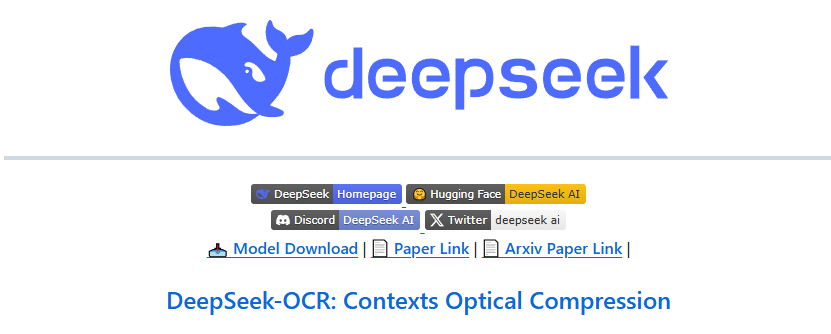 deepseek
DeepSeek Homepage Hugging Face DeepSeek AI
Discord DeepSeek AI Twitter deepseek ai
Model Download | Paper Link | Arxiv Paper Link |
DeepSeek-OCR: Contexts Optical Compression